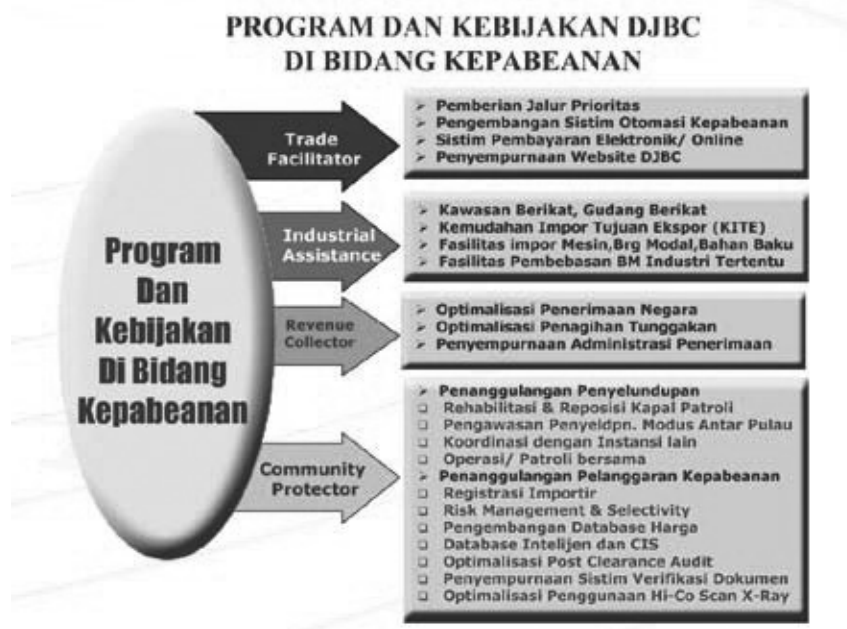 PROGRAM DAN KEBIJAKAN DJBC
DI BIDANG KEPABEANAN
Program
Dan
Kebijakan
Di Bidang
Kepabeanan
Trade
Facilitator
➢ Pemberian Jalur Prioritas
➢ Pengembangan Sistim Otomasi Kepabeanan
➢ Sistim Pembayaran Elektronik/ Online
➢ Penyempurnaan Website DJBC
Industrial
Assistance
➢ Kawasan Berikat, Gudang Berikat
➢ Kemudahan Impor Tujuan Ekspor (KITE)
➢ Fasilitas impor Mesin,Brg Modal,Bahan Baku
➢ Fasilitas Pembebasan BM Industri Tertentu
Revenue
Collector
➢ Optimalisasi Penerimaan Negara
➢ Optimalisasi Penagihan Tunggakan
➢ Penyempurnaan Administrasi Penerimaan
Community
Protector
➢ Penanggulangan Penyelundupan
❑ Rehabilitasi & Reposisi Kapal Patroli
❑ Pengawasan Penyeldpn. Modus Antar Pulau
❑ Koordinasi dengan Instansi lain
❑ Operasi/ Patroli bersama
➢ Penanggulangan Pelanggaran Kepabeanan
❑ Registrasi Importir
❑ Risk Management & Selectivity
❑ Pengembangan Database Harga
❑ Database Intelijen dan CIS
❑ Optimalisasi Post Clearance Audit
❑ Penyempurnaan Sistim Verifikasi Dokumen
❑ Optimalisasi Penggunaan Hi-Co Scan X-Ray